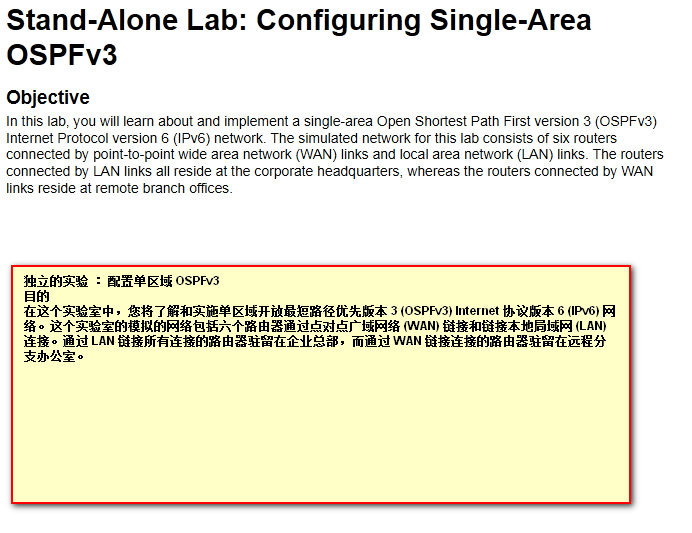 Stand-Alone Lab: Configuring Single-Area
OSPFv3
Objective
In this lab, you will learn about and implement a single-area Open Shortest Path First version 3 (OSPFv3)
Internet Protocol version 6 (IPv6) network. The simulated network for this lab consists of six routers
connected by point-to-point wide area network (WAN) links and local area network (LAN) links. The routers
connected by LAN links all reside at the corporate headquarters, whereas the routers connected by WAN
links reside at remote branch offices.
独立的实验 : 配置单区域 OSPFv3
目的
在这个实验室中，您将了解和实施单区域开放最短路径优先版本 3 (OSPFv3) Internet 协议版本 6 (IPv6) 网
络。这个实验室的模拟的网络包括六个路由器通过点对点广域网络 (WAN) 链接和链接本地局域网 (LAN)
连接。通过 LAN 链接所有连接的路由器驻留在企业总部，而通过 WAN 链接连接的路由器驻留在远程分
支办公室。